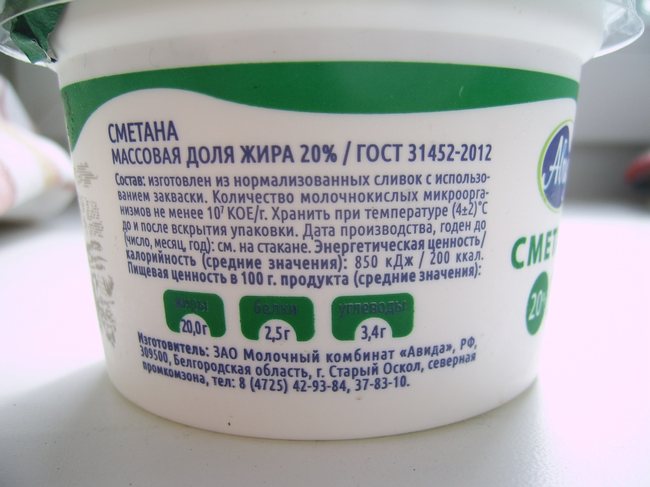 СМЕТАНА
МАССОВАЯ ДОЛЯ ЖИРА 20% / ГОСТ 31452-2012
Состав: изготовлен из нормализованных сливок с использо-
ванием закваски. Количество молочнокислых микроорга-
низмов не менее 10⁷ КОЕ/г. Хранить при температуре (4±2)°С
до и после вскрытия упаковки. Дата производства, годен до
(число, месяц, год): см. на стакане. Энергетическая ценность/
калорийность (средние значения): 850 кДж / 200 ккал.
Пищевая ценность в 100 г. продукта (средние значения):
жиры белки углеводы
20,0г 2,5г 3,4г
Изготовитель: ЗАО Молочный комбинат «Авида», РФ,
309500, Белгородская область, г. Старый Оскол, северная
промкомзона, тел: 8 (4725) 42-93-84, 37-83-10.
Ави
СМЕТ
20